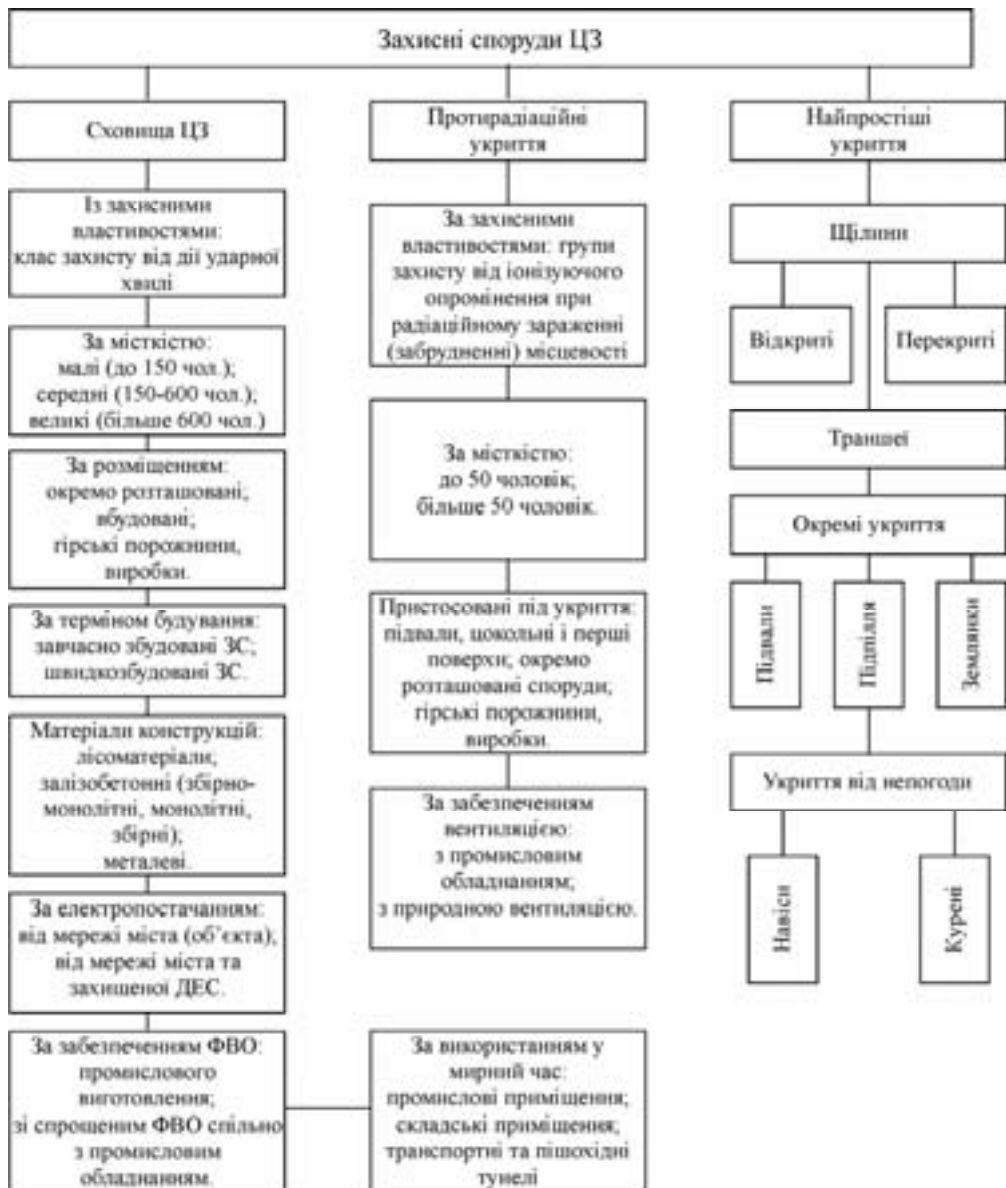 Захисні споруди ЦЗ
Сховища ЦЗ
Із захисними
властивостями:
клас захисту від дії ударної
хвилі
За місткістю:
малі (до 150 чол.);
середні (150-600 чол.);
великі (більше 600 чол.)
За розміщенням:
окремо розташовані;
вбудовані;
гірські порожнини,
виробки.
За терміном будування:
завчасно збудовані ЗС;
швидкозбудовані ЗС.
Матеріали конструкцій:
лісоматеріали;
залізобетонні (збірно-
монолітні, монолітні,
збірні);
металеві.
За електропостачанням:
від мережі міста (об’єкта);
від мережі міста та
захищеної ДЕС.
За забезпеченням ФВО:
промислового
виготовлення;
зі спрощеним ФВО спільно
з промисловим
обладнанням.
За використанням у
мирний час:
промислові приміщення;
складські приміщення;
транспортні та пішохідні
тунелі
Протирадіаційні
укриття
За захисними
властивостями: групи
захисту від іонізуючого
опромінення при
радіаційному зараженні
(забрудненні) місцевості
За місткістю:
до 50 чоловік;
більше 50 чоловік.
Пристосовані під укриття:
підвали, цокольні і перші
поверхи; окремо
розташовані споруди;
гірські порожнини,
виробки.
За забезпеченням
вентиляцією:
з промисловим
обладнанням;
з природною вентиляцією.
Найпростіші
укриття
Щілини
Відкриті
Перекриті
Траншеї
Окремі укриття
Підвали
Підпілля
Землянки
Укриття від непогоди
Навіси
Курені